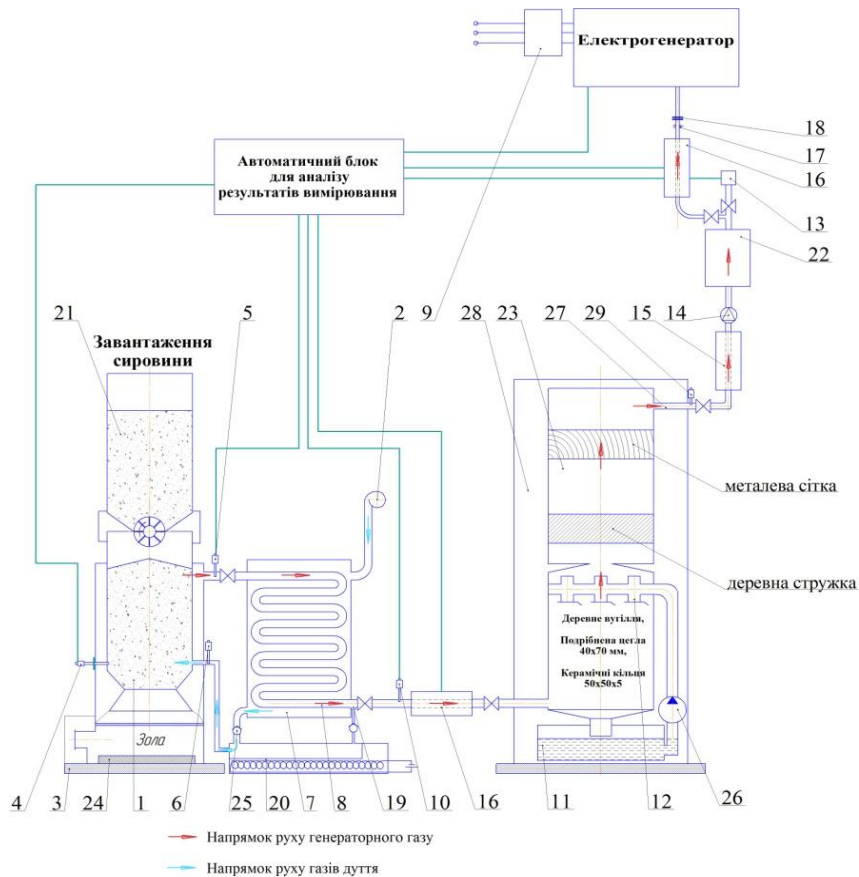 Електрогенератор
18
17
16
Автоматичний блок
для аналізу
результатів вимірювання
13
22
21
5
2
9
28
23
27
29
15
14
Завантаження
сировини
металева сітка
деревна стружка
Деревне вугілля,
Подрібнена цегла
40х70 мм,
Керамічні кільця
50х50х5
Зола
4
3
24
1
6
25
20
7
8
19
10
16
11
12
26
Напрямок руху генераторного газу
Напрямок руху газів дуття